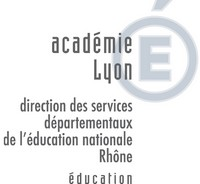 académie
Lyon
É
direction des services
départementaux
de l'éducation nationale
Rhône
éducation